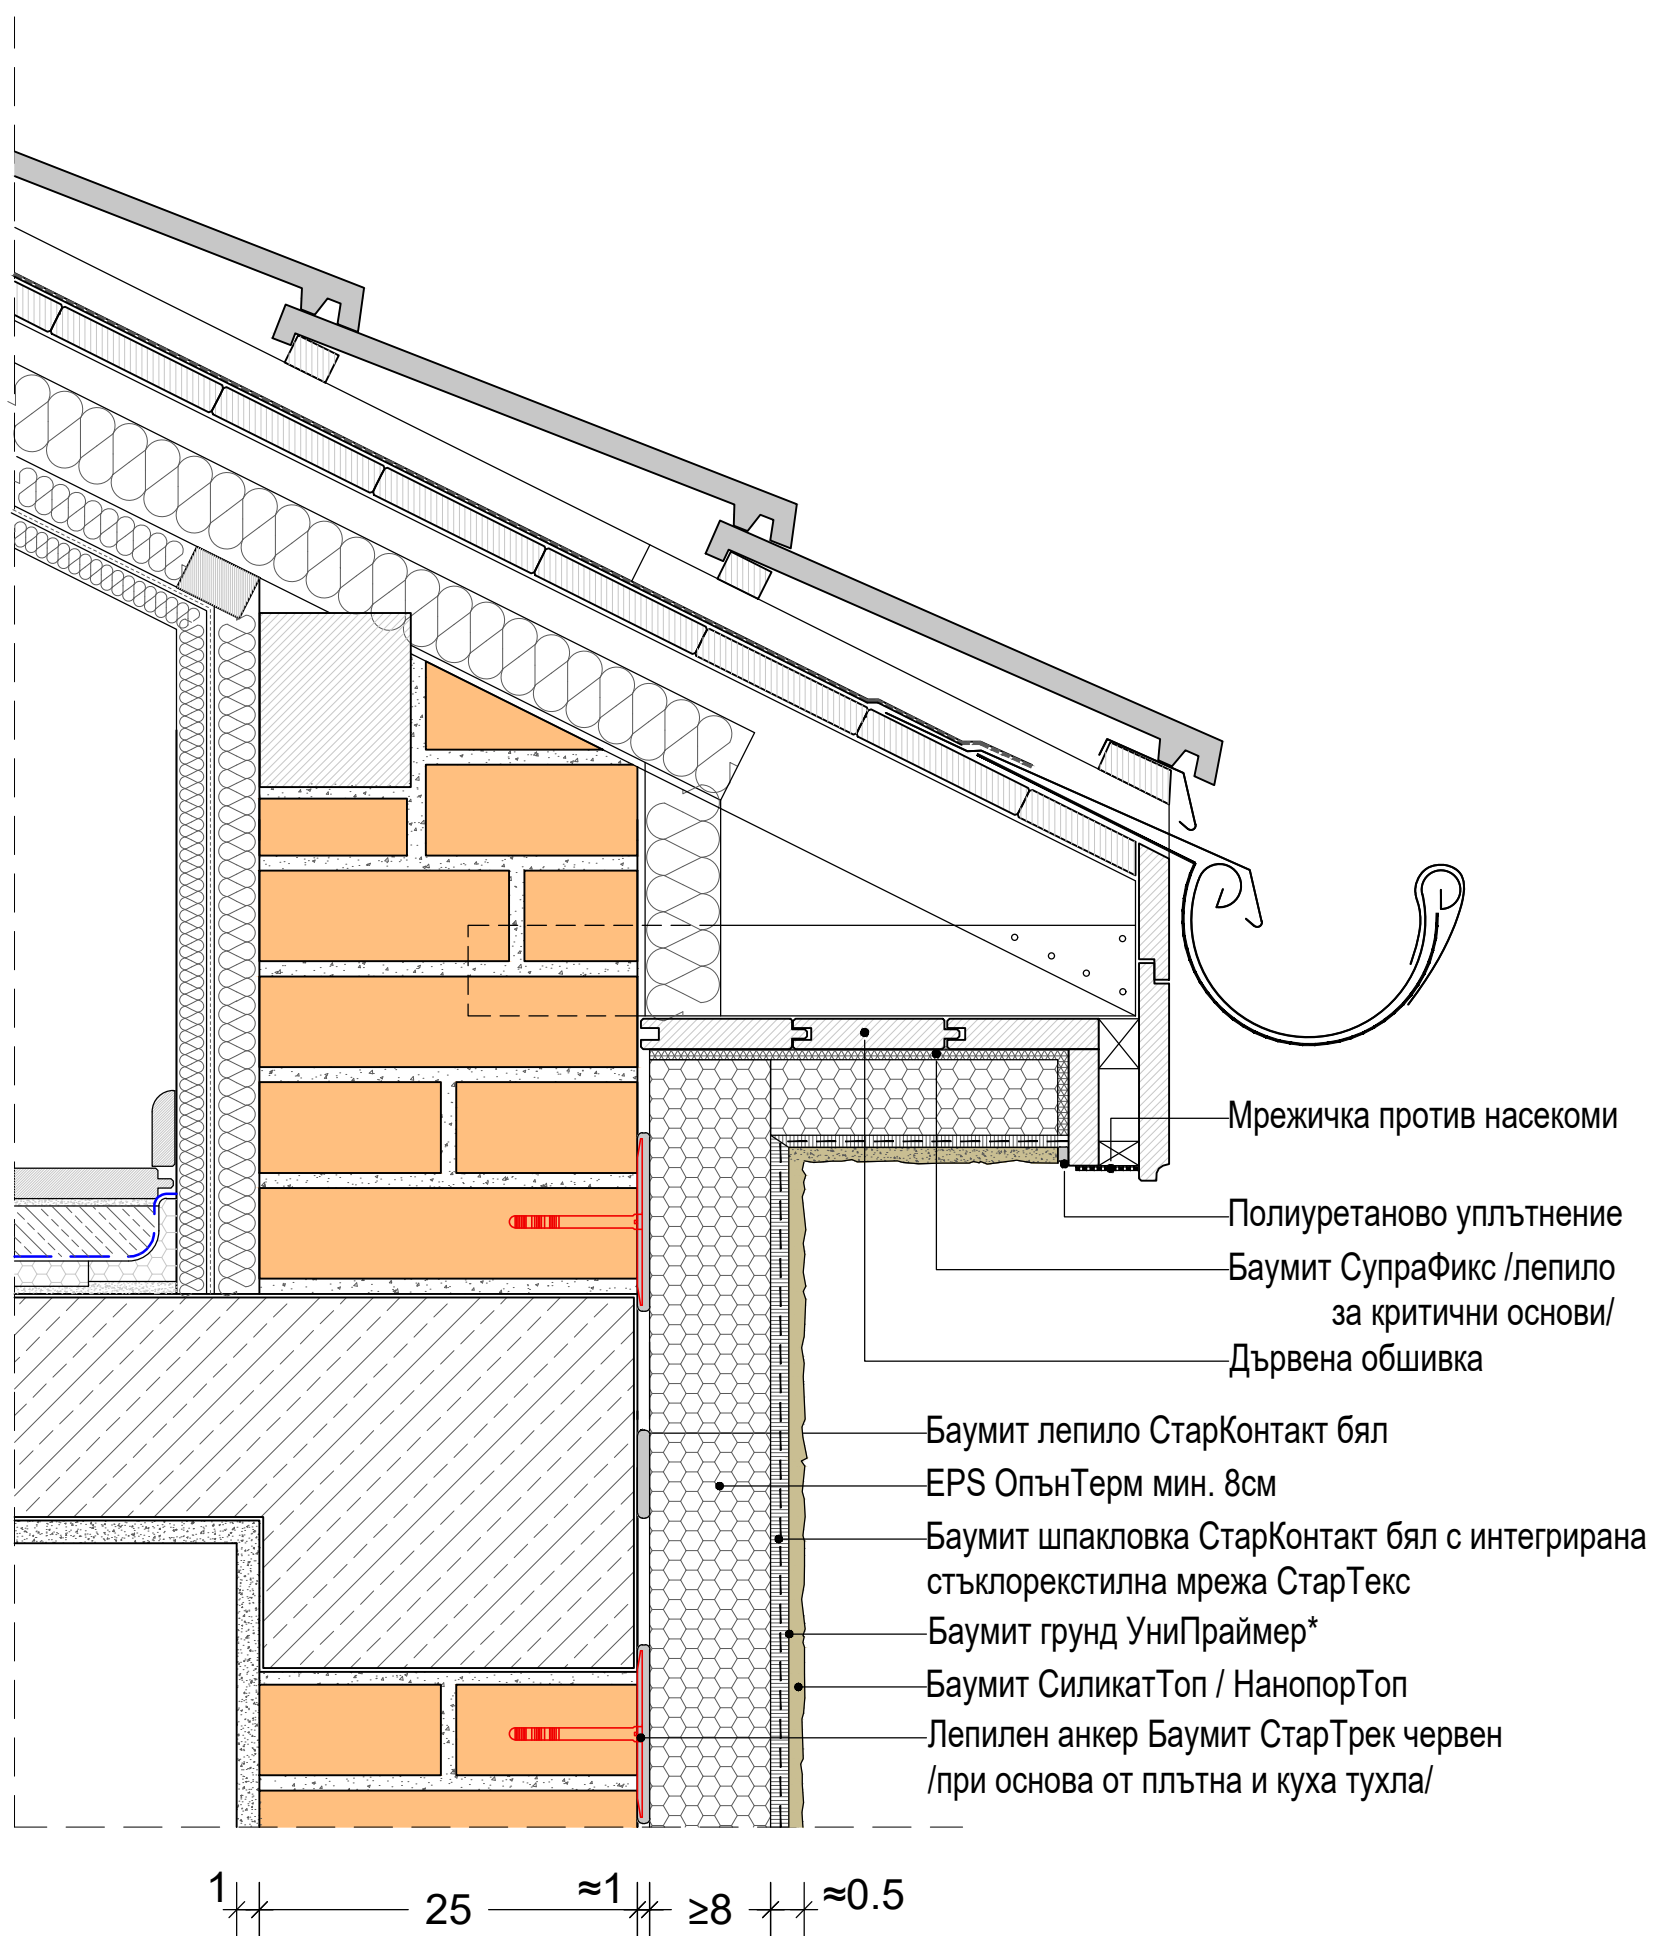 Мрежичка против насекоми
Полиуретаново уплътнение
Баумит СупраФикс /лепило
за критични основи/
Дървена обшивка
Баумит лепило СтарКонтакт бял
EPS ОпънТерм мин. 8см
Баумит шпакловка СтарКонтакт бял с интегрирана
стъклорекстилна мрежа СтарТекс
Баумит грунд УниПраймер*
Баумит СиликатТоп / НанопорТоп
Лепилен анкер Баумит СтарТрек червен
/при основа от плътна и куха тухла/
1 25 ≈1 ≥8 ≈0.5